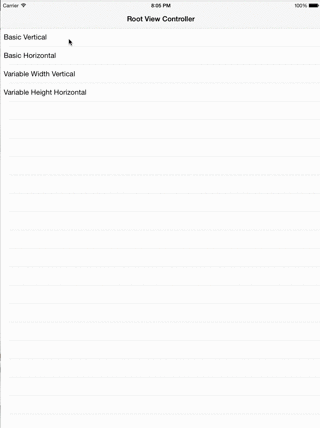 Carrier 8:05 PM 100%
Root View Controller
Basic Vertical
Basic Horizontal
Variable Width Vertical
Variable Height Horizontal